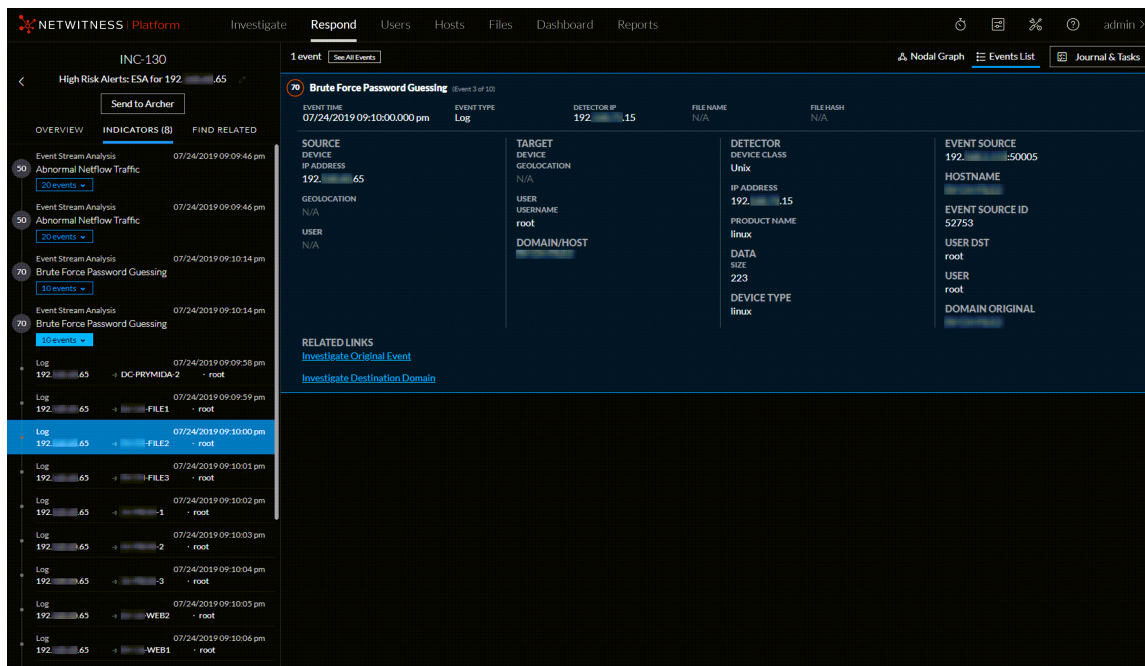 NETWITNESS Platform Investigate Respond Users Hosts Files Dashboard Reports admin
INC-130
High Risk Alerts: ESA for 192. .65
Send to Archer
OVERVIEW INDICATORS (8) FIND RELATED
Event Stream Analysis 07/24/2019 09:09:46 pm
50 Abnormal Netflow Traffic
20 events
Event Stream Analysis 07/24/2019 09:09:46 pm
50 Abnormal Netflow Traffic
20 events
Event Stream Analysis 07/24/2019 09:10:14 pm
70 Brute Force Password Guessing
10 events
Event Stream Analysis 07/24/2019 09:10:14 pm
70 Brute Force Password Guessing
10 events
Log 07/24/2019 09:09:58 pm
192. .65 DC-PRYMIDA-2 · root
Log 07/24/2019 09:09:59 pm
192. .65 -FILE1 · root
Log 07/24/2019 09:10:00 pm
192. .65 -FILE2 · root
Log 07/24/2019 09:10:01 pm
192. .65 -FILE3 · root
Log 07/24/2019 09:10:02 pm
192. .65 -1 · root
Log 07/24/2019 09:10:03 pm
192. .65 -2 · root
Log 07/24/2019 09:10:04 pm
192. .65 -3 · root
Log 07/24/2019 09:10:05 pm
192. .65 -WEB2 · root
Log 07/24/2019 09:10:06 pm
192. .65 -WEB1 · root
1 event See All Events Nodal Graph Events List Journal & Tasks
70 Brute Force Password Guessing (Event 3 of 10)
EVENT TIME EVENT TYPE DETECTOR IP FILE NAME FILE HASH
07/24/2019 09:10:00.000 pm Log 192. .15 N/A N/A
SOURCE
DEVICE
IP ADDRESS
192. .65
GEOLOCATION
N/A
USER
N/A
TARGET
DEVICE
GEOLOCATION
N/A
USER
USERNAME
root
DOMAIN/HOST
DETECTOR
DEVICE CLASS
Unix
IP ADDRESS
192. .15
PRODUCT NAME
linux
DATA
SIZE
223
DEVICE TYPE
linux
EVENT SOURCE
192. :50005
HOSTNAME
EVENT SOURCE ID
52753
USER DST
root
USER
root
DOMAIN ORIGINAL
RELATED LINKS
Investigate Original Event
Investigate Destination Domain